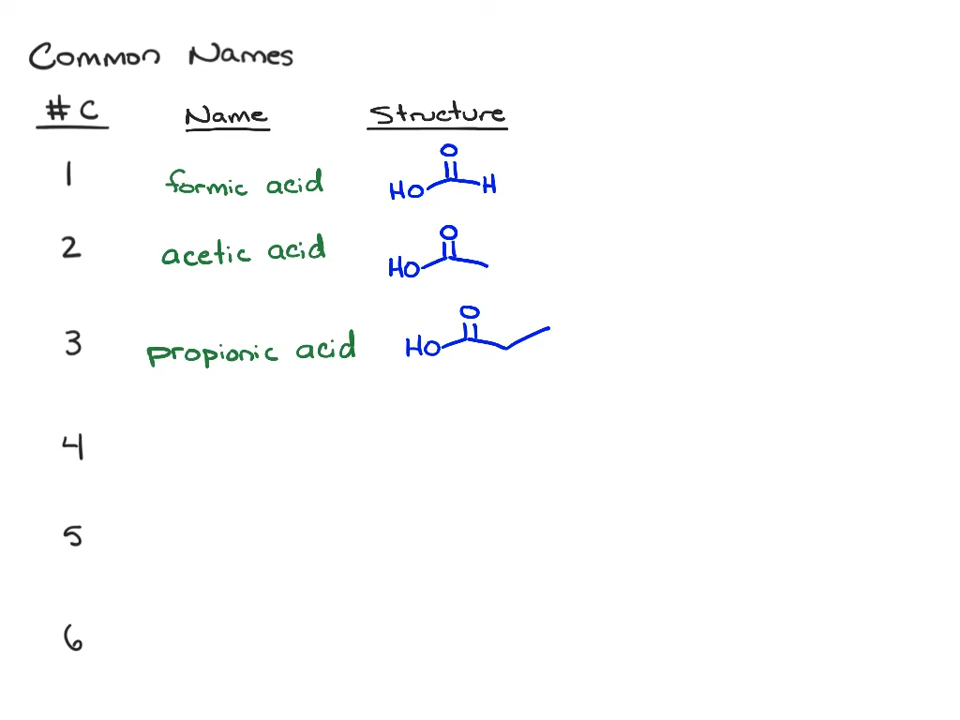 Common Names
# C Name Structure
O
1 formic acid HO H
O
2 acetic acid HO
O
3 propionic acid HO
4
5
6